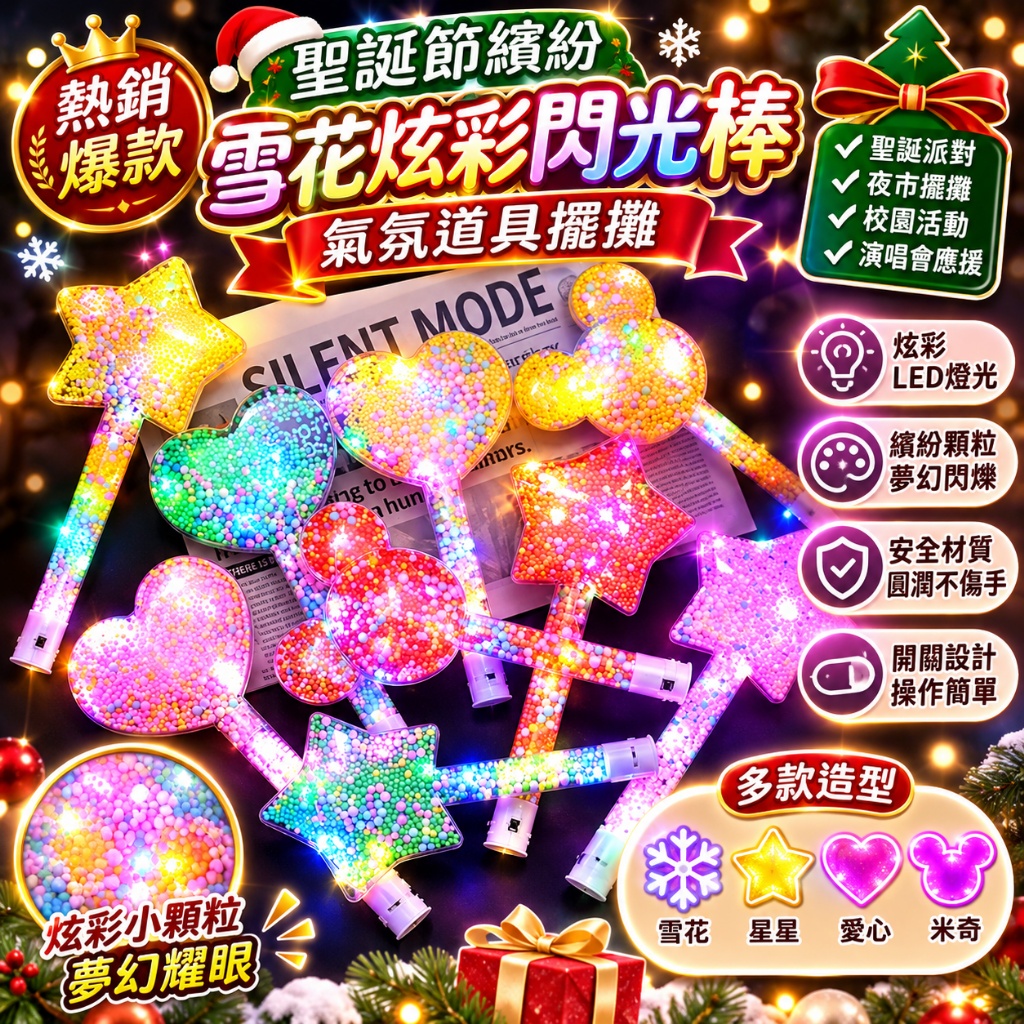 熱銷
爆款
聖誕節繽紛
雪花炫彩閃光棒
氣氛道具擺攤
聖誕派對
夜市擺攤
校園活動
演唱會應援
SILENT MODE
THERE IS
炫彩
LED燈光
繽紛顆粒
夢幻閃爍
安全材質
圓潤不傷手
開關設計
操作簡單
多款造型
雪花
星星
愛心
米奇
炫彩小顆粒
夢幻耀眼